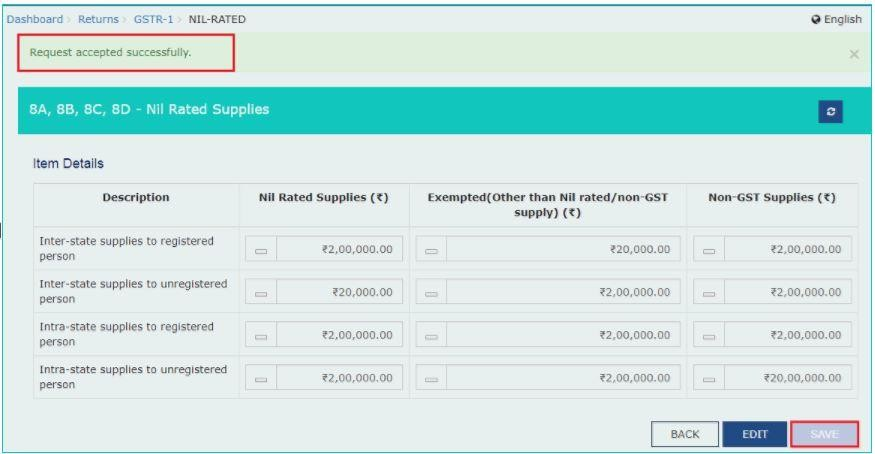 Dashboard > Returns > GSTR-1 > NIL-RATED English
Request accepted successfully. ×
8A, 8B, 8C, 8D - Nil Rated Supplies
Item Details
Description Nil Rated Supplies (₹) Exempted(Other than Nil rated/non-GST Non-GST Supplies (₹)
supply) (₹)
Inter-state supplies to registered
person ₹2,00,000.00 ₹20,000.00 ₹2,00,000.00
Inter-state supplies to unregistered
person ₹20,000.00 ₹2,00,000.00 ₹2,00,000.00
Intra-state supplies to registered
person ₹2,00,000.00 ₹2,00,000.00 ₹2,00,000.00
Intra-state supplies to unregistered
person ₹2,00,000.00 ₹2,00,000.00 ₹20,00,000.00
BACK EDIT SAVE